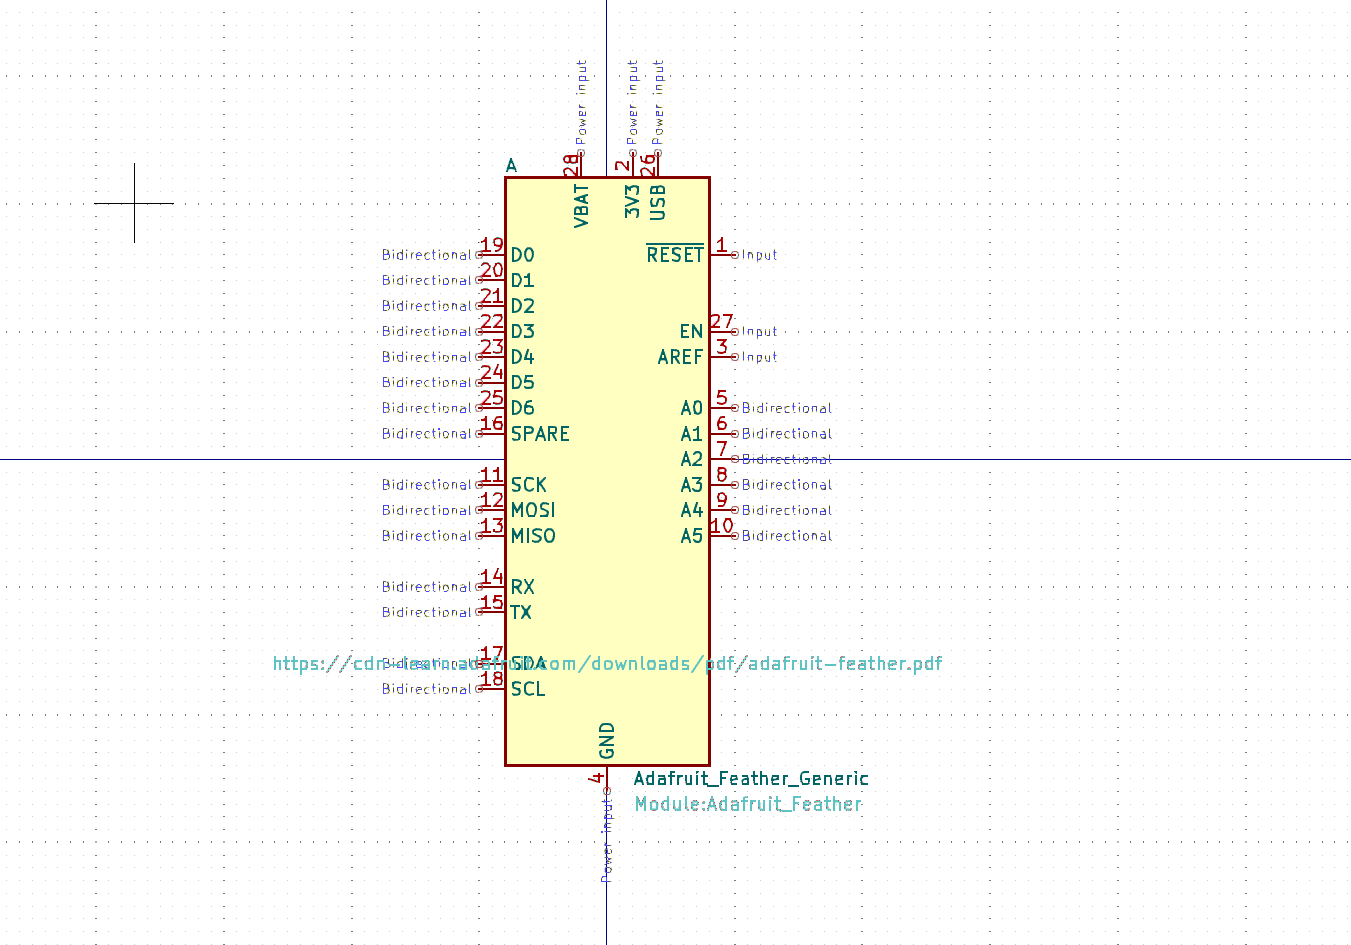 Power input Power input Power input
28 2 26
A
VBAT 3V3 USB
Bidirectional 19 D0 RESET 1 Input
Bidirectional 20 D1
Bidirectional 21 D2
Bidirectional 22 D3 EN 27 Input
Bidirectional 23 D4 AREF 3 Input
Bidirectional 24 D5
Bidirectional 25 D6 A0 5 Bidirectional
Bidirectional 16 SPARE A1 6 Bidirectional
A2 7 Bidirectional
Bidirectional 11 SCK A3 8 Bidirectional
Bidirectional 12 MOSI A4 9 Bidirectional
Bidirectional 13 MISO A5 10 Bidirectional
Bidirectional 14 RX
Bidirectional 15 TX
Bidirectional 17 SDA
https://cdn-learn.adafruit.com/downloads/pdf/adafruit-feather.pdf
Bidirectional 18 SCL
GND
4
Adafruit_Feather_Generic
Module:Adafruit_Feather
Power input